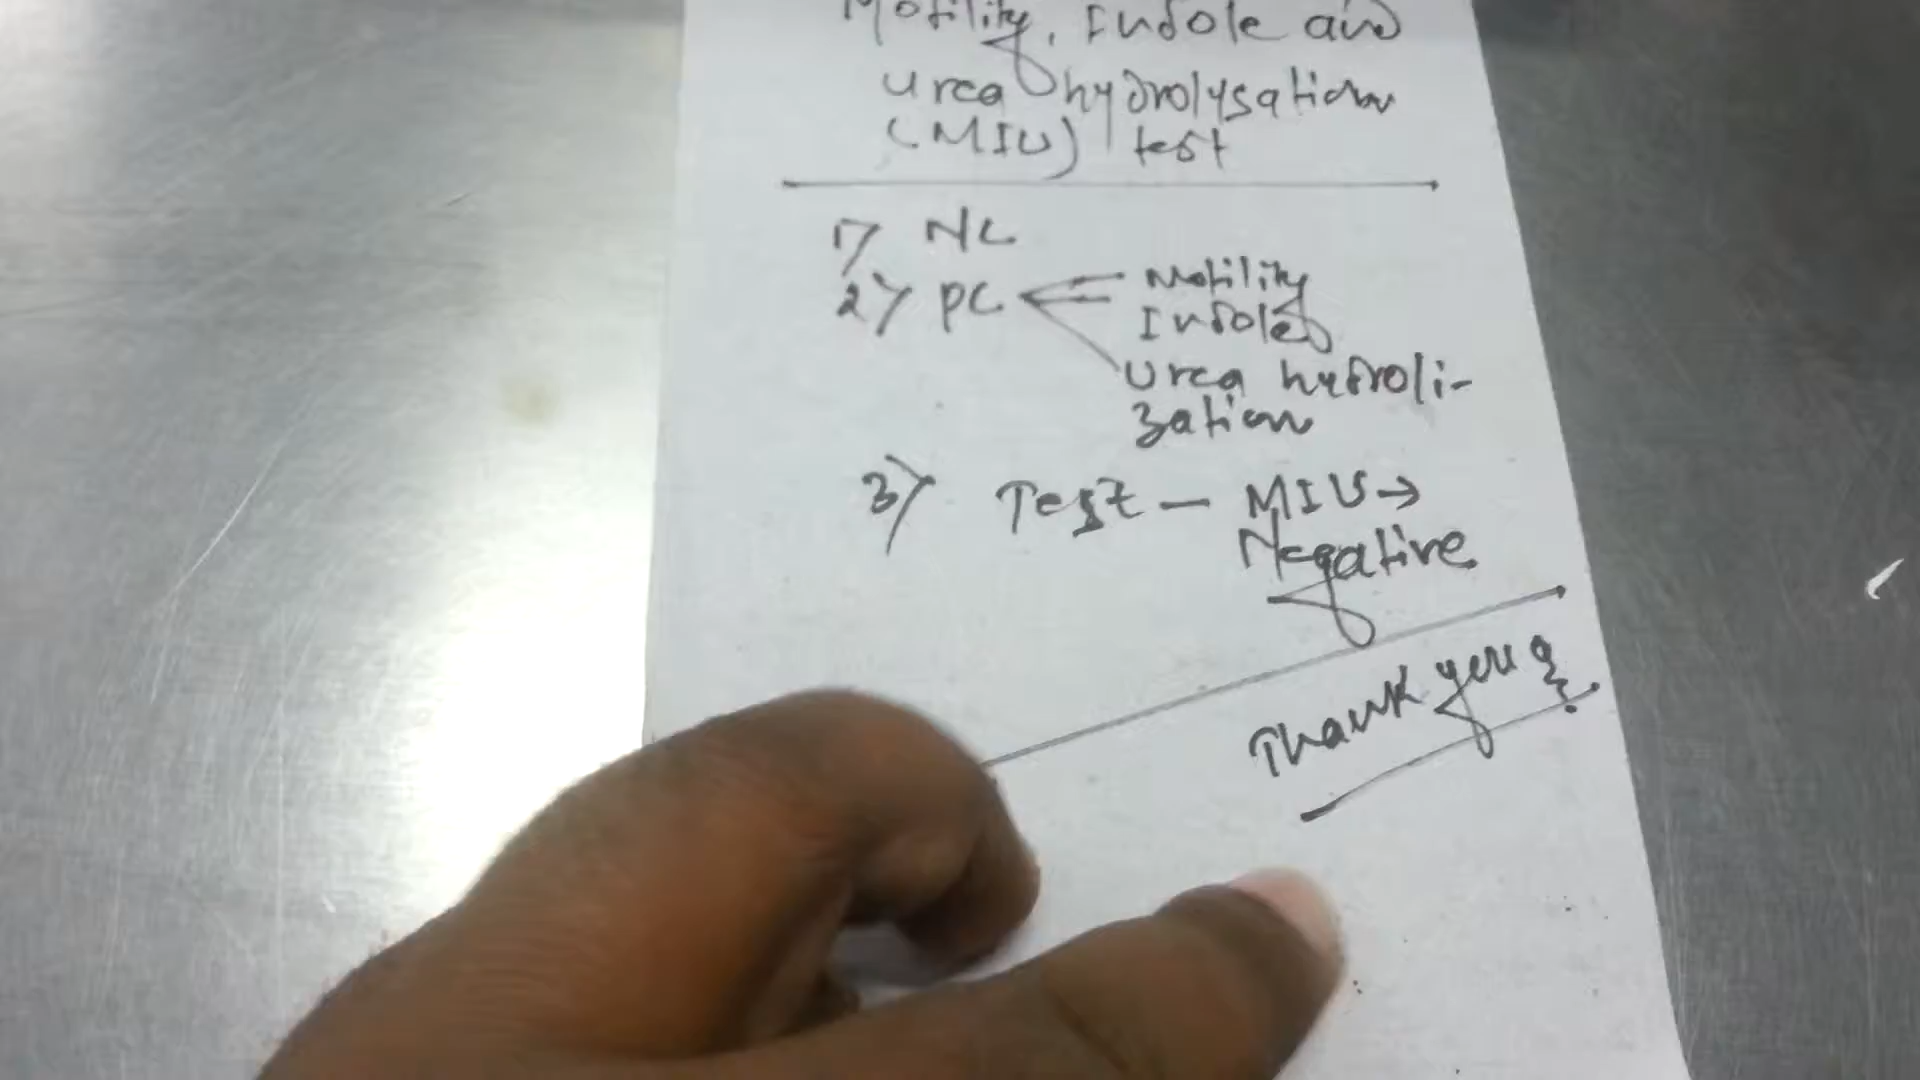 Motility, Indole and
Urea hydrolysation
(MIU) test
1) NC
2) PC
Motility
Indole
Urea hydroli-
zation
3) Test - MIU →
Negative
Thank you